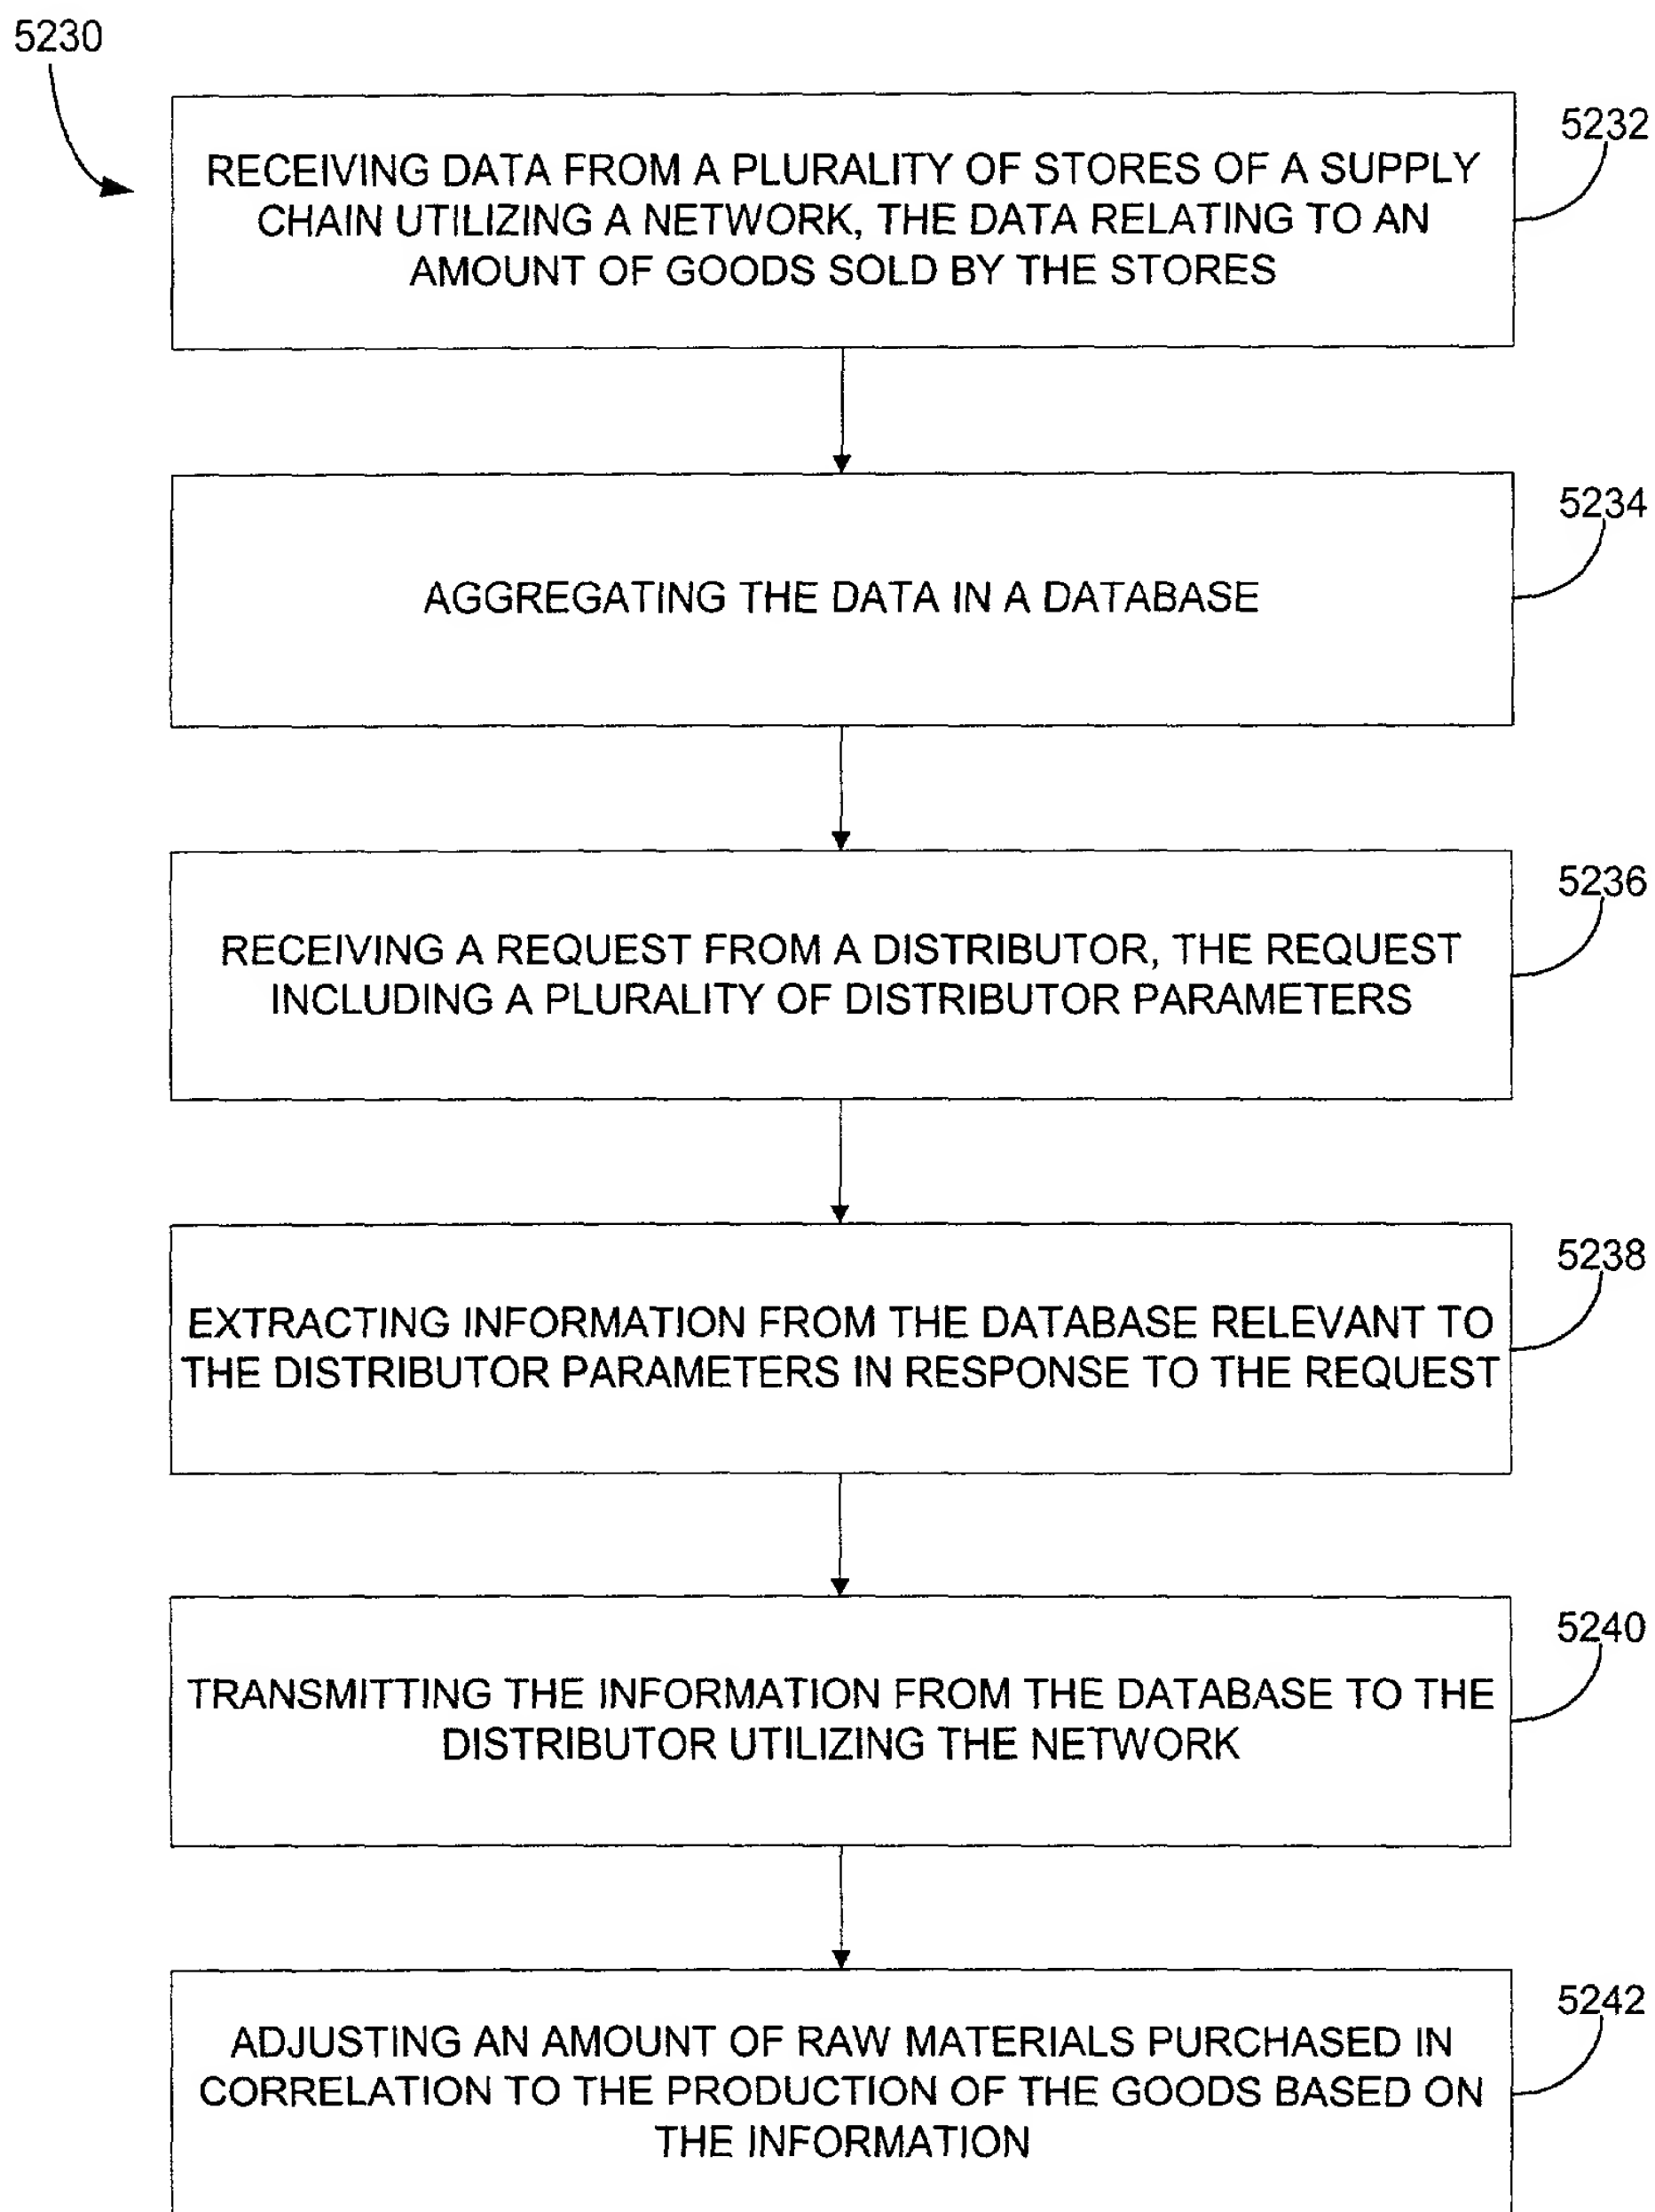 5230
5232
RECEIVING DATA FROM A PLURALITY OF STORES OF A SUPPLY
CHAIN UTILIZING A NETWORK, THE DATA RELATING TO AN
AMOUNT OF GOODS SOLD BY THE STORES
5234
AGGREGATING THE DATA IN A DATABASE
5236
RECEIVING A REQUEST FROM A DISTRIBUTOR, THE REQUEST
INCLUDING A PLURALITY OF DISTRIBUTOR PARAMETERS
5238
EXTRACTING INFORMATION FROM THE DATABASE RELEVANT TO
THE DISTRIBUTOR PARAMETERS IN RESPONSE TO THE REQUEST
5240
TRANSMITTING THE INFORMATION FROM THE DATABASE TO THE
DISTRIBUTOR UTILIZING THE NETWORK
5242
ADJUSTING AN AMOUNT OF RAW MATERIALS PURCHASED IN
CORRELATION TO THE PRODUCTION OF THE GOODS BASED ON
THE INFORMATION